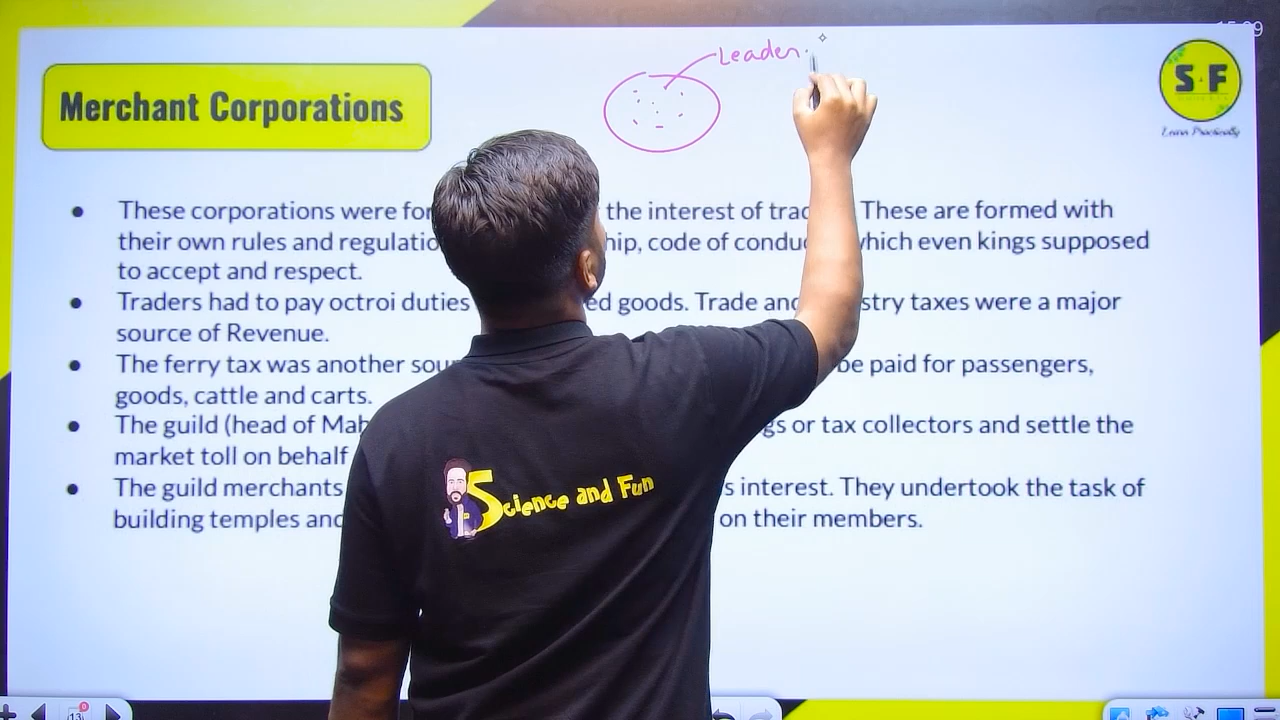 15:09
Leader
S F
Learn Practically
Merchant Corporations
These corporations were for the interest of trad These are formed with
their own rules and regulatio hip, code of conduc which even kings supposed
to accept and respect.
Traders had to pay octroi duties ed goods. Trade and stry taxes were a major
source of Revenue.
The ferry tax was another sour be paid for passengers,
goods, cattle and carts.
The guild (head of Mah gs or tax collectors and settle the
market toll on behalf
The guild merchants s interest. They undertook the task of
building temples and on their members.
Science and Fun
13